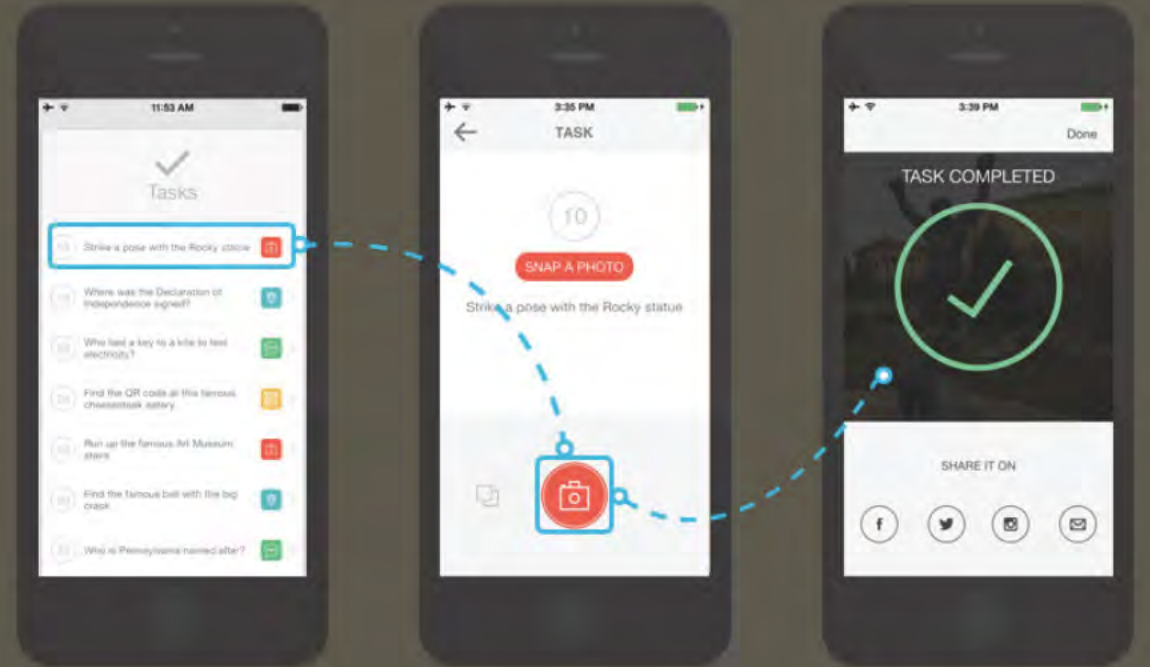 11:53 AM
Tasks
Strike a pose with the Rocky statue
Where was the Declaration of
Independence signed?
Who tied a key to a kite to test
electricity?
Find the QR code at this famous
cheesesteak eatery
Run up the famous Art Museum
stairs
Find the famous bell with the big
crack
Who is Pennsylvania named after?
3:35 PM
TASK
10
SNAP A PHOTO
Strike a pose with the Rocky statue
3:39 PM
Done
TASK COMPLETED
SHARE IT ON